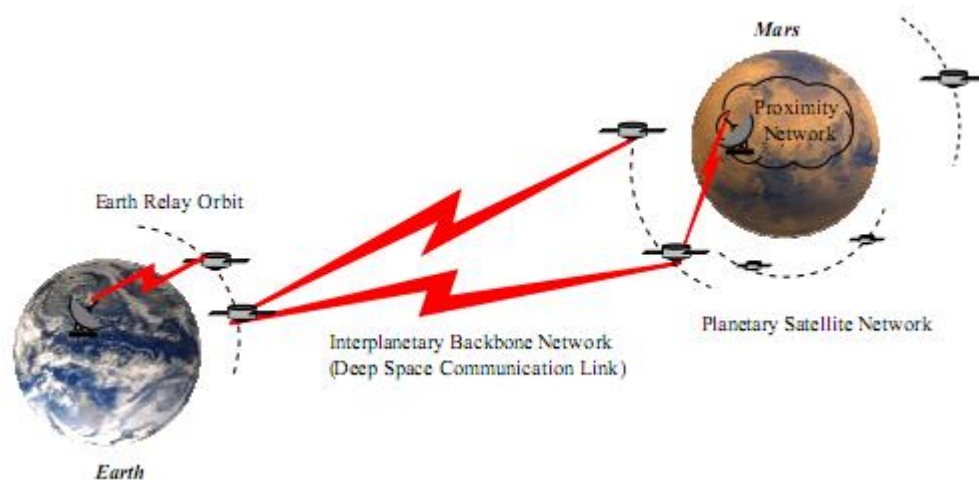 Mars
Proximity
Network
Earth Relay Orbit
Planetary Satellite Network
Interplanetary Backbone Network
(Deep Space Communication Link)
Earth